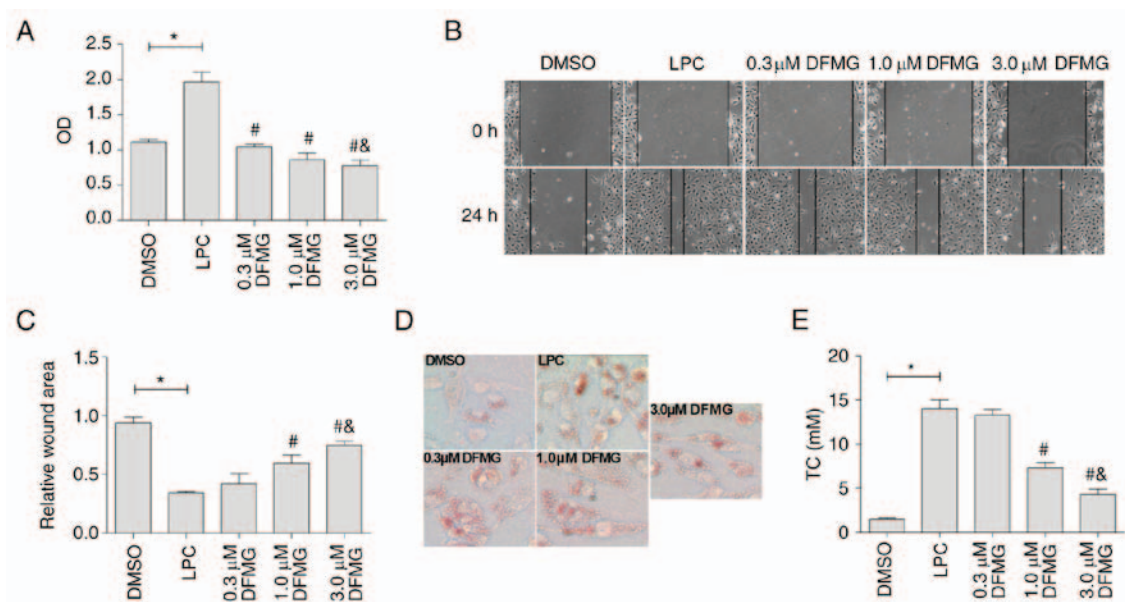 A
OD
2.5
2.0
1.5
1.0
0.5
0.0
*
#
#
#&
DMSO
LPC
0.3 μM
DFMG
1.0 μM
DFMG
3.0 μM
DFMG
B
DMSO LPC 0.3 μM DFMG 1.0 μM DFMG 3.0 μM DFMG
0 h
24 h
C
Relative wound area
1.5
1.0
0.5
0.0
*
#
#&
DMSO
LPC
0.3 μM
DFMG
1.0 μM
DFMG
3.0 μM
DFMG
D
DMSO LPC
3.0μM DFMG
0.3μM DFMG 1.0μM DFMG
E
TC (mM)
20
15
10
5
0
*
#
#&
DMSO
LPC
0.3 μM
DFMG
1.0 μM
DFMG
3.0 μM
DFMG